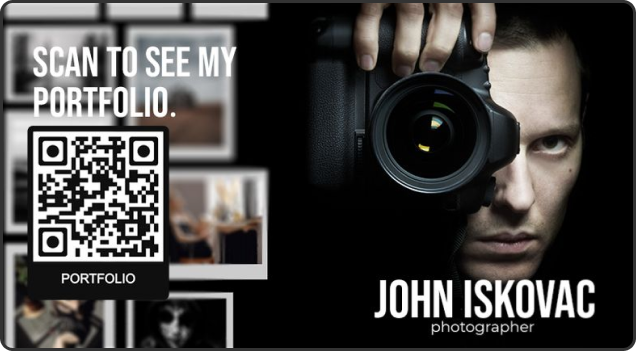 SCAN TO SEE MY
PORTFOLIO.
PORTFOLIO
JOHN ISKOVAC
photographer